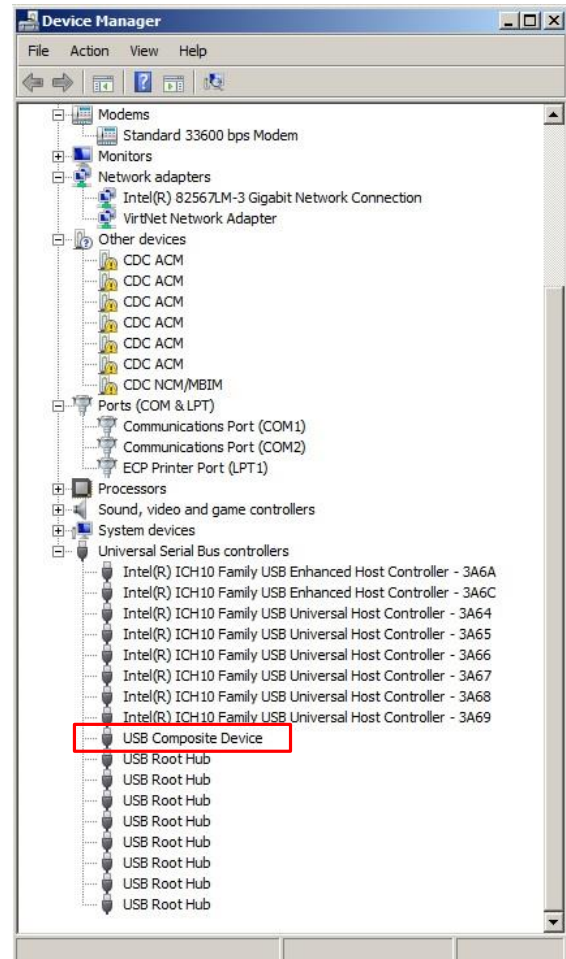 Device Manager
File Action View Help
Modems
Standard 33600 bps Modem
Monitors
Network adapters
Intel(R) 82567LM-3 Gigabit Network Connection
VirtNet Network Adapter
Other devices
CDC ACM
CDC ACM
CDC ACM
CDC ACM
CDC ACM
CDC ACM
CDC NCM/MBIM
Ports (COM & LPT)
Communications Port (COM1)
Communications Port (COM2)
ECP Printer Port (LPT1)
Processors
Sound, video and game controllers
System devices
Universal Serial Bus controllers
Intel(R) ICH10 Family USB Enhanced Host Controller - 3A6A
Intel(R) ICH10 Family USB Enhanced Host Controller - 3A6C
Intel(R) ICH10 Family USB Universal Host Controller - 3A64
Intel(R) ICH10 Family USB Universal Host Controller - 3A65
Intel(R) ICH10 Family USB Universal Host Controller - 3A66
Intel(R) ICH10 Family USB Universal Host Controller - 3A67
Intel(R) ICH10 Family USB Universal Host Controller - 3A68
Intel(R) ICH10 Family USB Universal Host Controller - 3A69
USB Composite Device
USB Root Hub
USB Root Hub
USB Root Hub
USB Root Hub
USB Root Hub
USB Root Hub
USB Root Hub
USB Root Hub